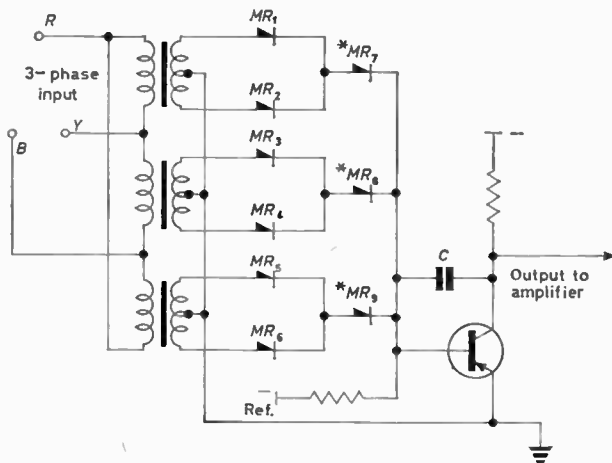 R
3-phase
input
B
Y
MR1
MR2
*MR7
MR3
MR4
*MR8
MR5
MR6
*MR9
C
Output to
amplifier
Ref.